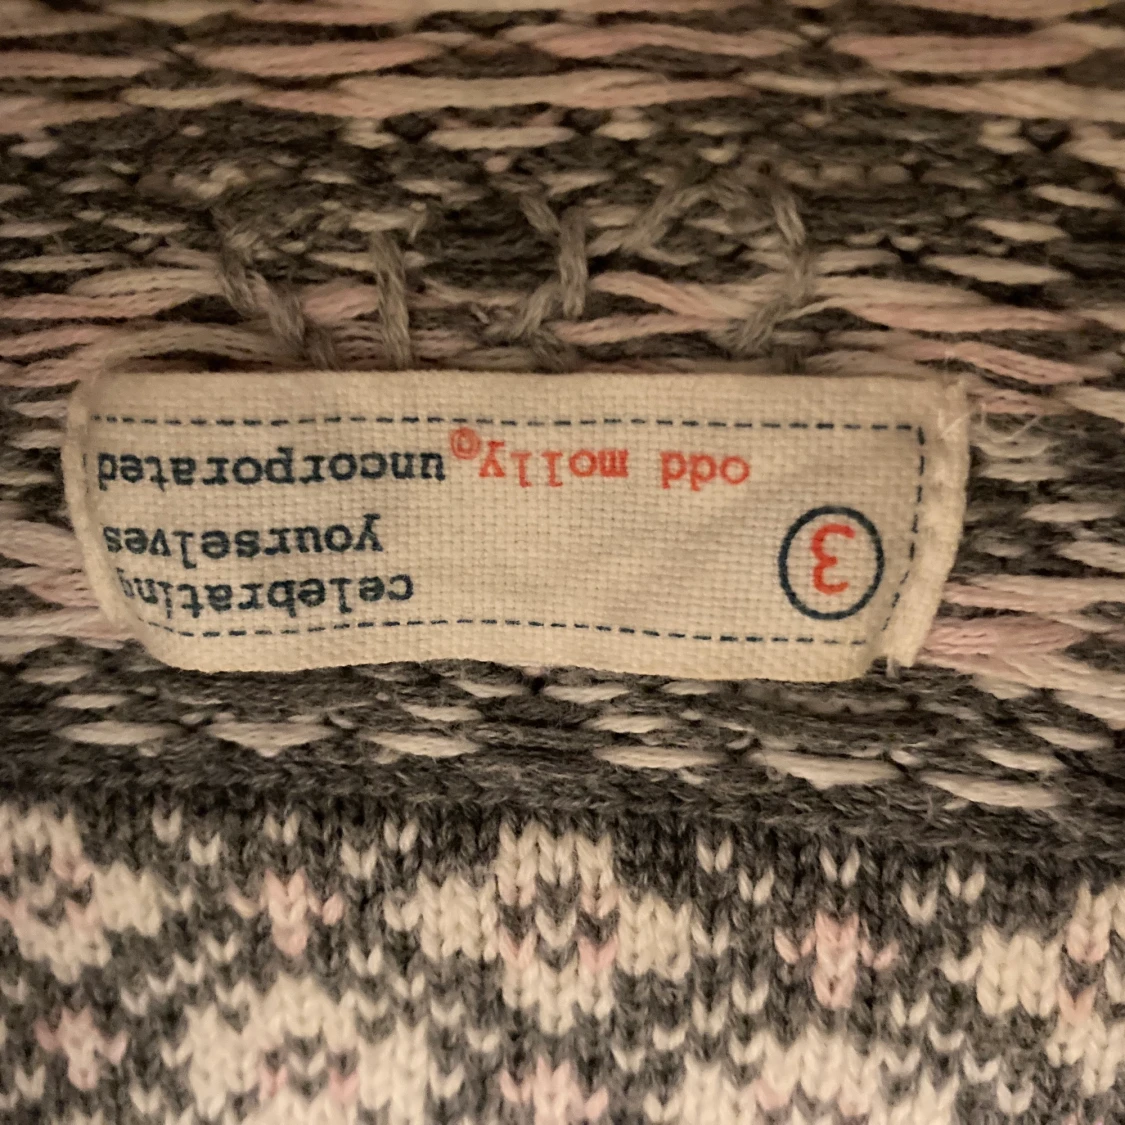 celebrating
yourselves
3
odd molly® uncorporated